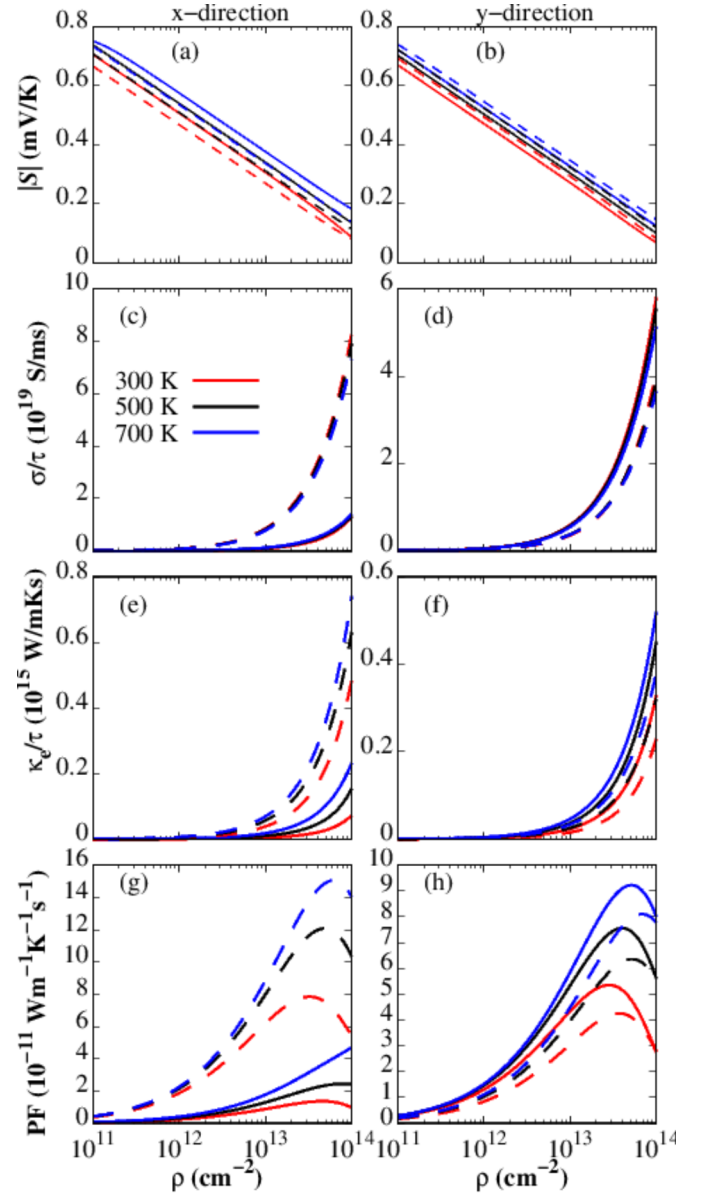 x−direction y−direction
|S| (mV/K)
0.8 0.8
0.6 0.6
0.4 0.4
0.2 0.2
0 0
(a) (b)
σ/τ (10¹⁹ S/ms)
10 6
8
6 4
4
2 2
0 0
(c) (d)
300 K
500 K
700 K
κₑ/τ (10¹⁵ W/mKs)
0.8 0.6
0.6 0.4
0.4
0.2 0.2
0 0
(e) (f)
PF (10⁻¹¹ Wm⁻¹K⁻¹s⁻¹)
16 10
14 9
12 8
10 7
8 6
6 5
4 4
2 3
0 2
1
0
(g) (h)
10¹¹ 10¹² 10¹³ 10¹⁴ 10¹¹ 10¹² 10¹³ 10¹⁴
ρ (cm⁻²) ρ (cm⁻²)